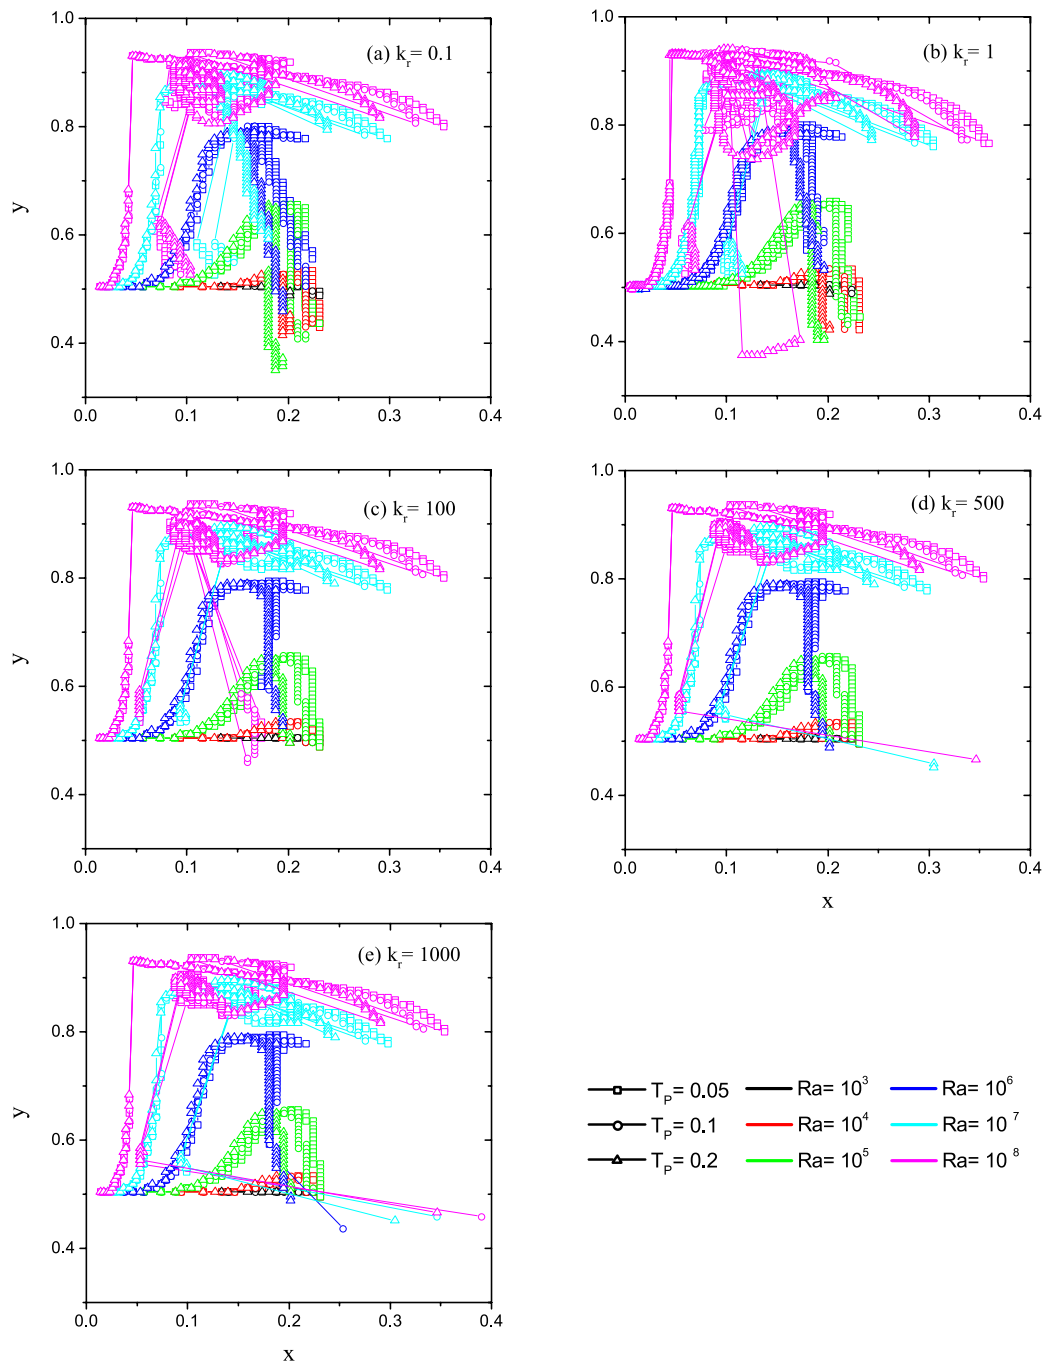 (a) k_r= 0.1
1.0
0.8
0.6
0.4
y
0.0 0.1 0.2 0.3 0.4
(b) k_r= 1
1.0
0.8
0.6
0.4
y
0.0 0.1 0.2 0.3 0.4
(c) k_r= 100
1.0
0.8
0.6
0.4
y
0.0 0.1 0.2 0.3 0.4
(d) k_r= 500
1.0
0.8
0.6
0.4
y
0.0 0.1 0.2 0.3 0.4
x
(e) k_r= 1000
1.0
0.8
0.6
0.4
y
0.0 0.1 0.2 0.3 0.4
x
T_P= 0.05 Ra= 10^3 Ra= 10^6
T_P= 0.1 Ra= 10^4 Ra= 10^7
T_P= 0.2 Ra= 10^5 Ra= 10^8